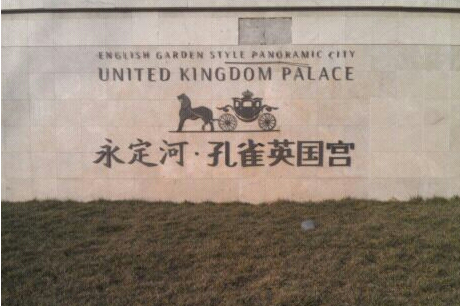 ENGLISH GARDEN STYLE PANORAMIC CITY
UNITED KINGDOM PALACE
永定河·孔雀英国宫